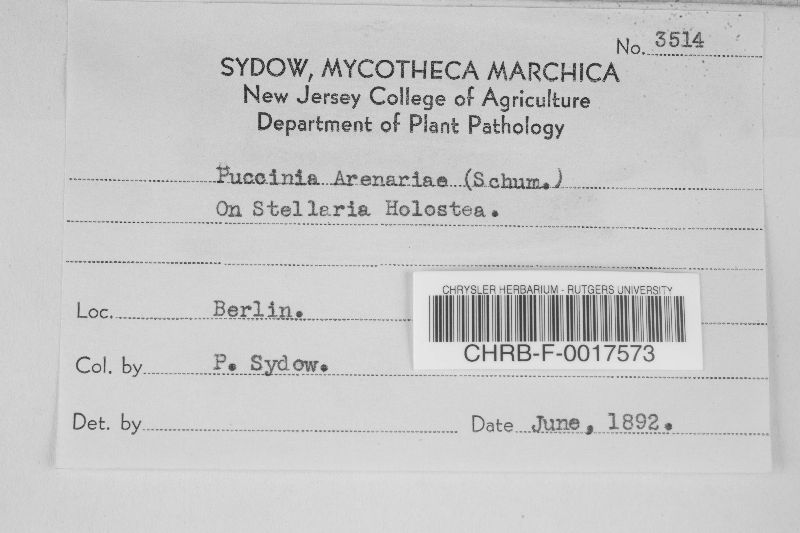 No. 3514
SYDOW, MYCOTHECA MARCHICA
New Jersey College of Agriculture
Department of Plant Pathology
Puccinia Arenariae (Schum.)
On Stellaria Holostea.
Loc. Berlin.
CHRYSLER HERBARIUM - RUTGERS UNIVERSITY
CHRB-F-0017573
Col. by P. Sydow.
Det. by
Date June, 1892.